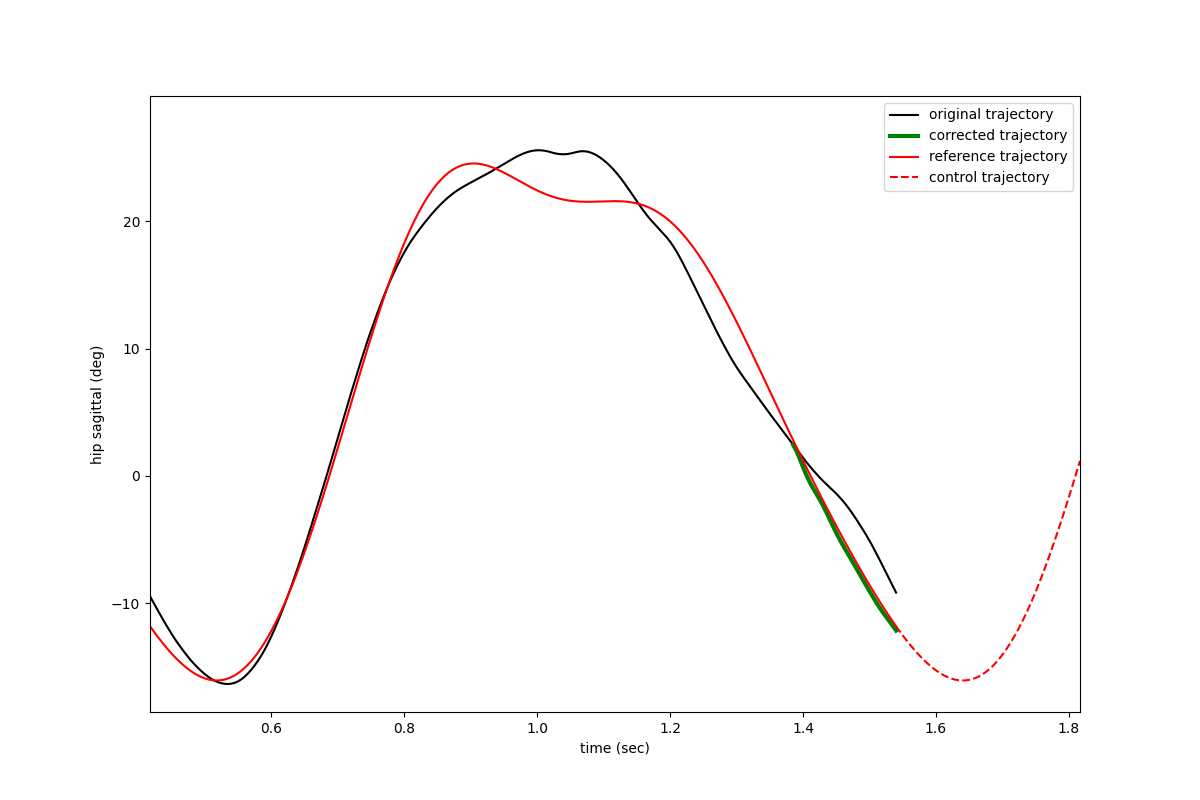 original trajectory
corrected trajectory
reference trajectory
control trajectory
20
10
0
−10
hip sagittal (deg)
0.6 0.8 1.0 1.2 1.4 1.6 1.8
time (sec)